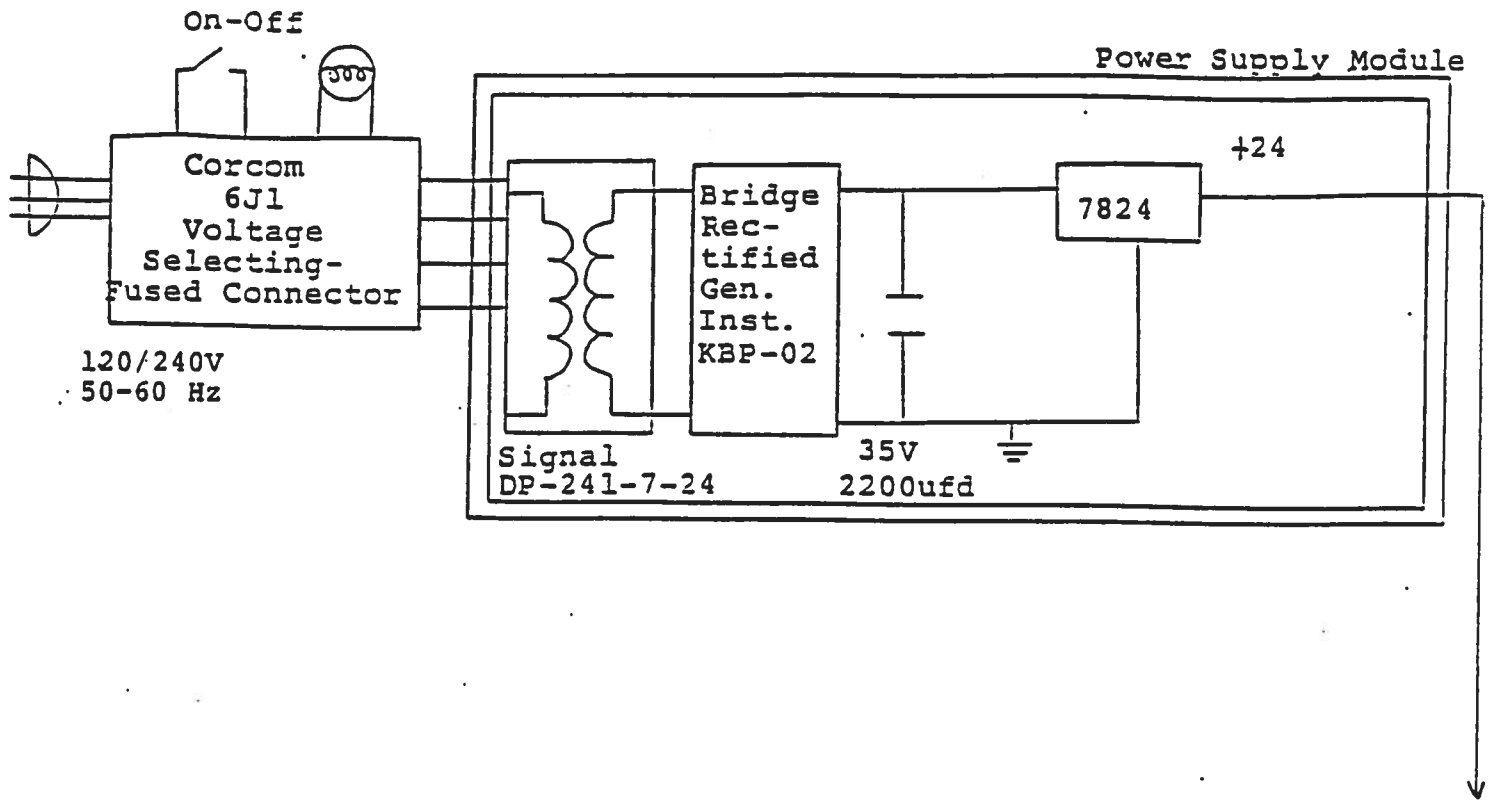 On-Off
Power Supply Module
Corcom
6J1
Voltage
Selecting-
Fused Connector
120/240V
50-60 Hz
Signal
DP-241-7-24
Bridge
Rec-
tified
Gen.
Inst.
KBP-02
35V
2200ufd
7824
+24